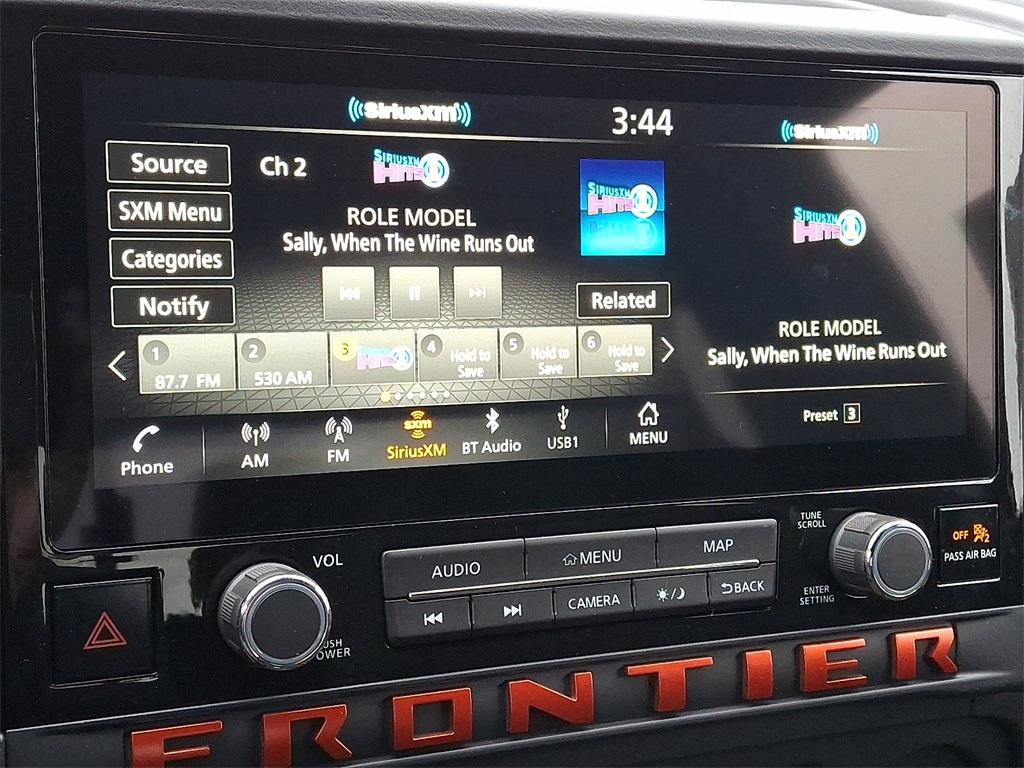 SiriusXM
3:44
SiriusXM
Source
Ch 2
SIRIUSXM
HITS 1
SIRIUSXM
HITS 1
SXM Menu
ROLE MODEL
SIRIUSXM
HITS 1
Sally, When The Wine Runs Out
Categories
Notify
Related
ROLE MODEL
Sally, When The Wine Runs Out
1
87.7 FM
2
530 AM
3
4
Hold to
Save
5
Hold to
Save
6
Hold to
Save
Preset 3
Phone
AM
FM
sxm
SiriusXM
BT Audio
USB1
MENU
VOL
AUDIO
MENU
MAP
TUNE
SCROLL
OFF
2
PASS AIR BAG
CAMERA
BACK
ENTER
SETTING
FRONTIER